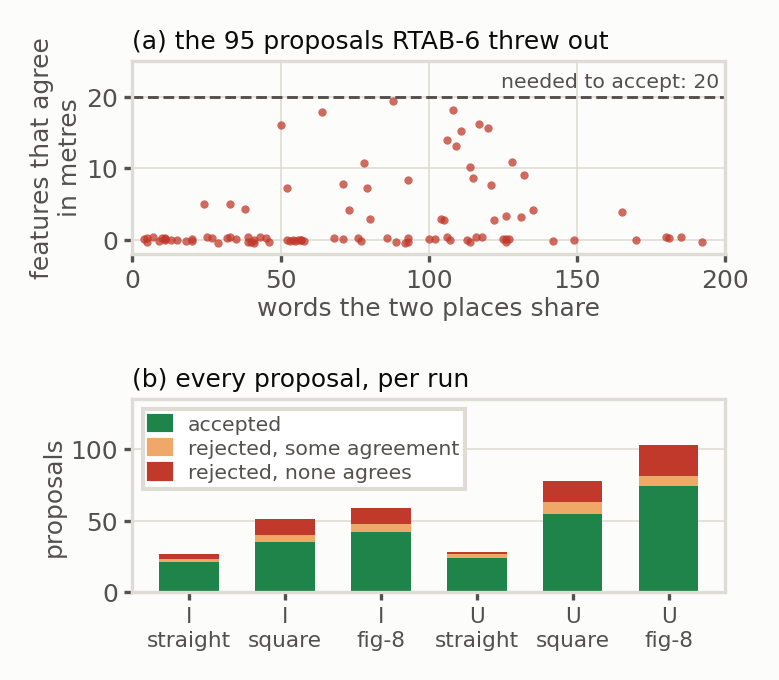 (a) the 95 proposals RTAB-6 threw out
features that agree
in metres
needed to accept: 20
20
10
0
0 50 100 150 200
words the two places share
(b) every proposal, per run
proposals
100
50
0
accepted
rejected, some agreement
rejected, none agrees
I I I U U U
straight square fig-8 straight square fig-8